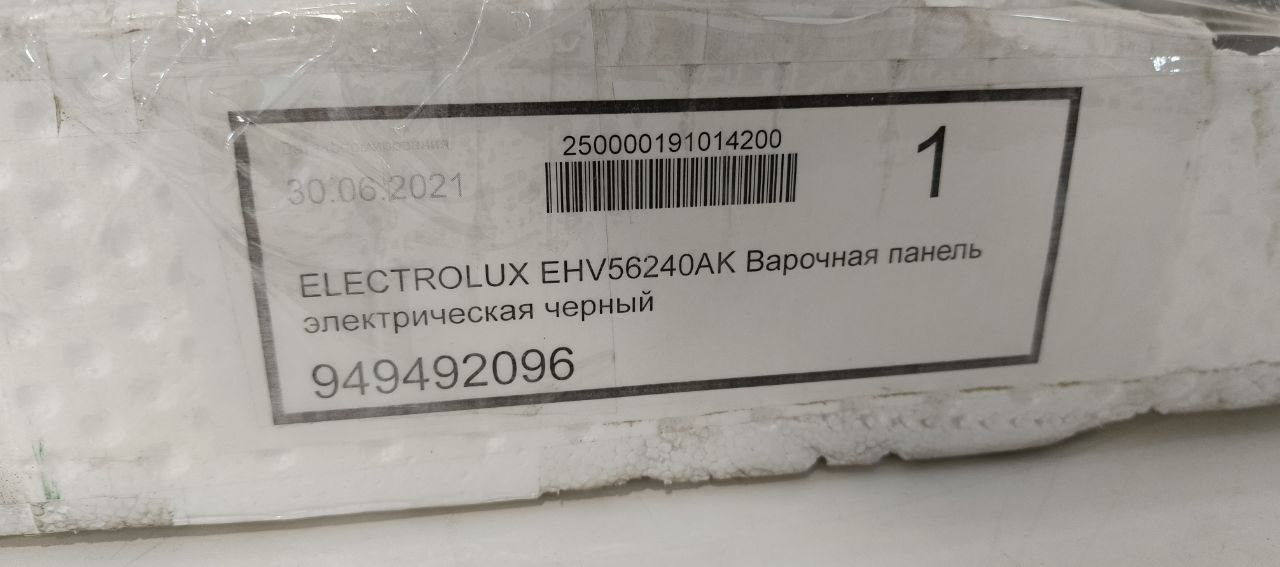 250000191014200
1
30.06.2021
ELECTROLUX EHV56240AK Варочная панель
электрическая черный
949492096